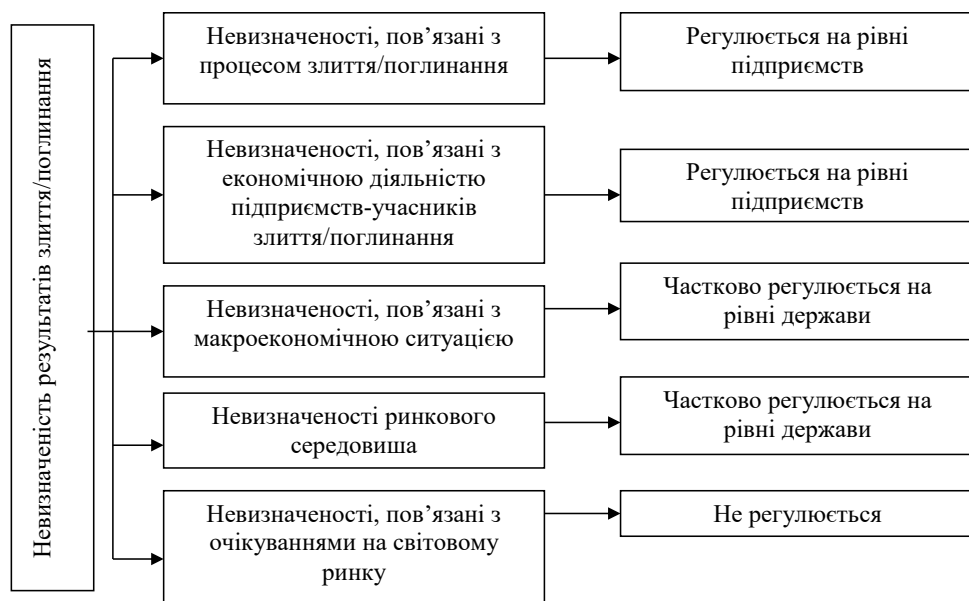 Невизначеність результатів злиття/поглинання
Невизначеності, пов’язані з
процесом злиття/поглинання
Регулюється на рівні
підприємств
Невизначеності, пов’язані з
економічною діяльністю
підприємств-учасників
злиття/поглинання
Регулюється на рівні
підприємств
Невизначеності, пов’язані з
макроекономічною ситуацією
Частково регулюється на
рівні держави
Невизначеності ринкового
середовиша
Частково регулюється на
рівні держави
Невизначеності, пов’язані з
очікуваннями на світовому
ринку
Не регулюється